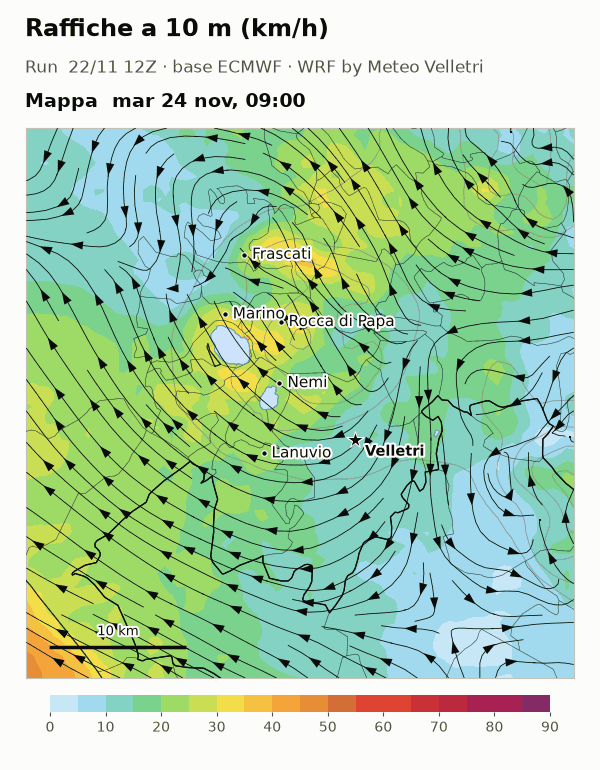 Raffiche a 10 m (km/h)
Run  22/11 12Z · base ECMWF · WRF by Meteo Velletri
Mappa  mar 24 nov, 09:00
Frascati
Marino
Rocca di Papa
Nemi
Velletri
Lanuvio
10 km
0 10 20 30 40 50 60 70 80 90